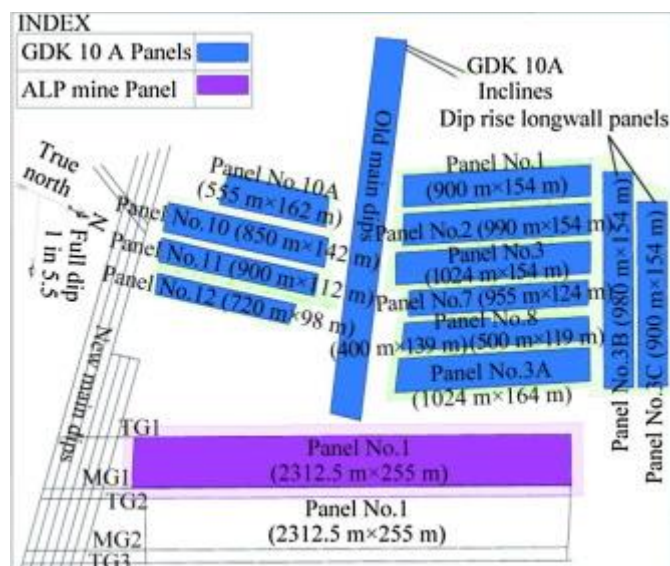 INDEX
GDK 10 A Panels
ALP mine Panel
GDK 10A
Inclines
Dip rise longwall panels
True
north
N
Full dip
1 in 5.5
Old main dips
New main dips
Panel No.10A
(555 m×162 m)
Panel No.10 (850 m×142 m)
Panel No.11 (900 m×112 m)
Panel No.12 (720 m×98 m)
Panel No.1
(900 m×154 m)
Panel No.2 (990 m×154 m)
Panel No.3
(1024 m×154 m)
Panel No.7 (955 m×124 m)
Panel No.8
(400 m×139 m) (500 m×119 m)
Panel No.3A
(1024 m×164 m)
Panel No.3B (980 m×154 m)
Panel No.3C (900 m×154 m)
TG1
Panel No.1
(2312.5 m×255 m)
MG1
TG2
Panel No.1
(2312.5 m×255 m)
MG2
TG3